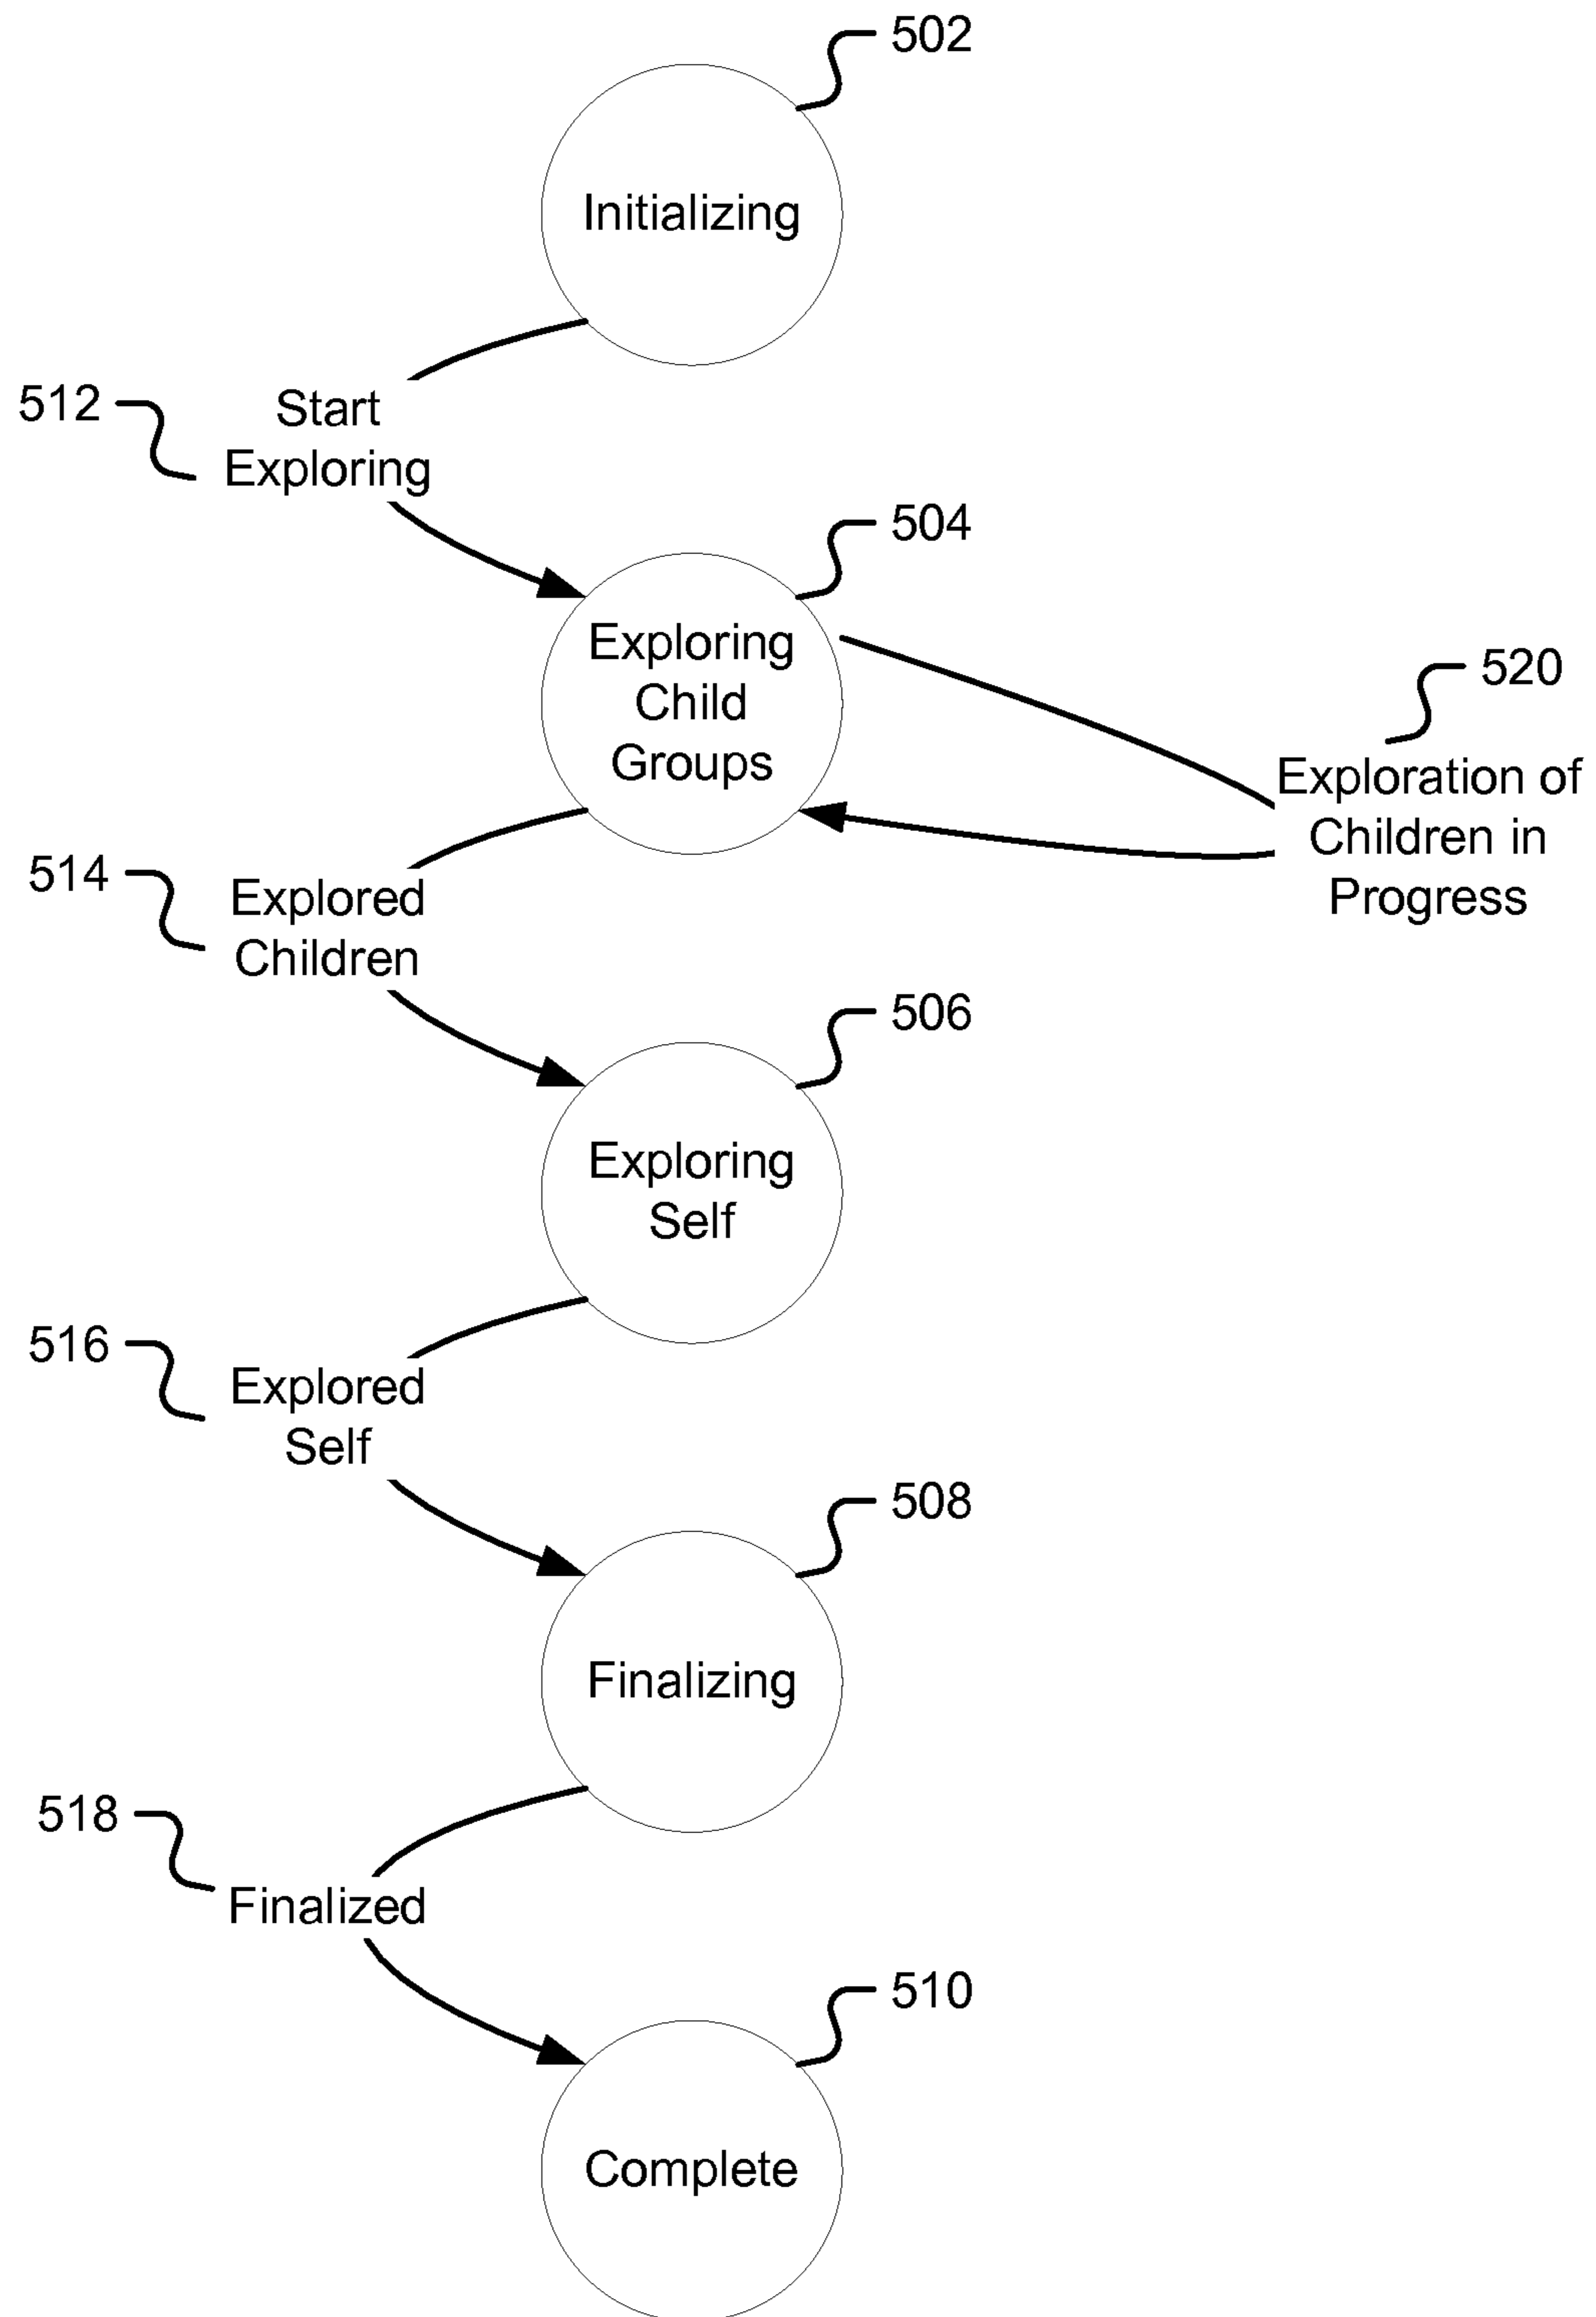 502
Initializing
512
Start
Exploring
504
Exploring
Child
Groups
520
Exploration of
Children in
Progress
514
Explored
Children
506
Exploring
Self
516
Explored
Self
508
Finalizing
518
Finalized
510
Complete